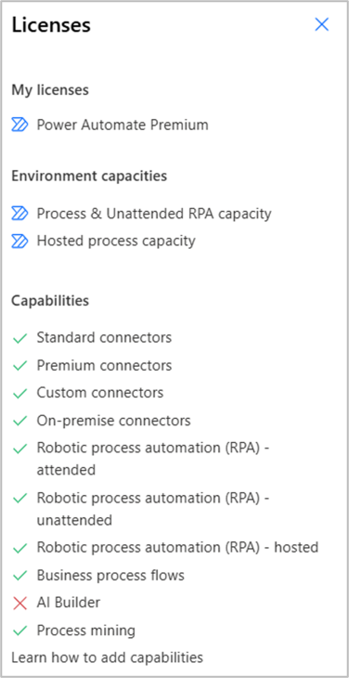 Licenses
My licenses
Power Automate Premium
Environment capacities
Process & Unattended RPA capacity
Hosted process capacity
Capabilities
Standard connectors
Premium connectors
Custom connectors
On-premise connectors
Robotic process automation (RPA) -
attended
Robotic process automation (RPA) -
unattended
Robotic process automation (RPA) - hosted
Business process flows
AI Builder
Process mining
Learn how to add capabilities